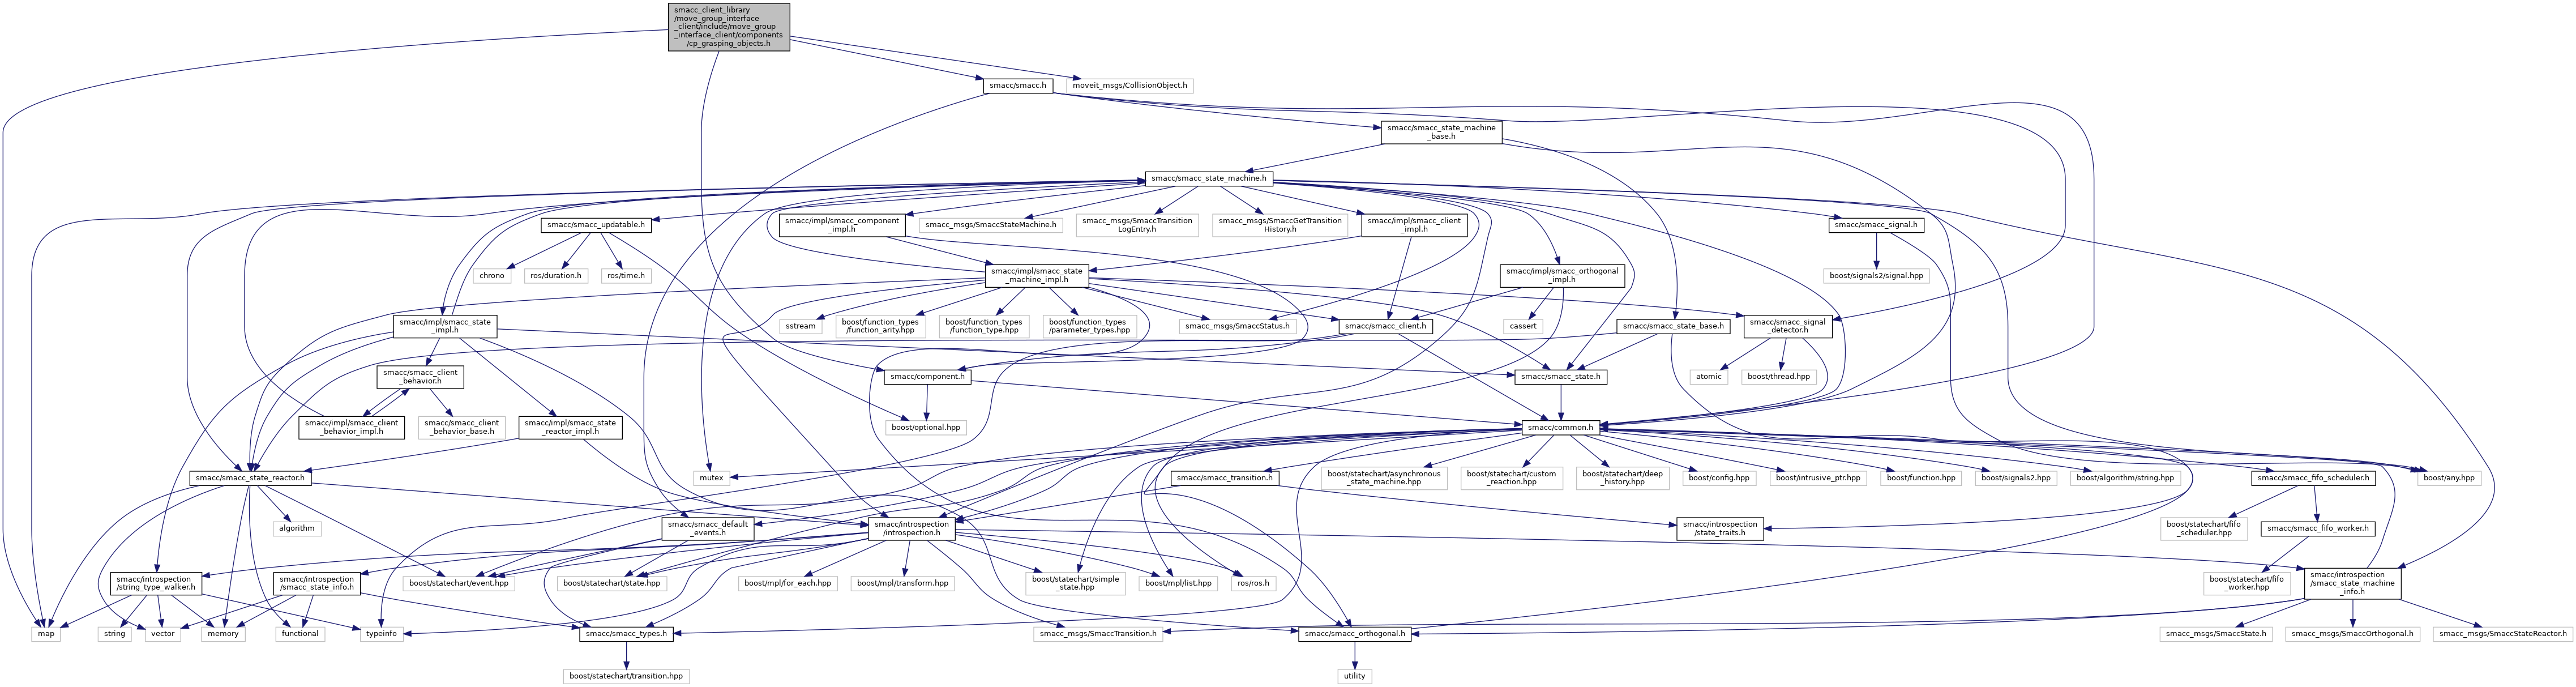 smacc_client_library
/move_group_interface
_client/include/move_group
_interface_client/components
/cp_grasping_objects.h
smacc/smacc.h
moveit_msgs/CollisionObject.h
smacc/smacc_state_machine
_base.h
smacc/smacc_state_machine.h
smacc/smacc_updatable.h
smacc/impl/smacc_component
_impl.h
smacc_msgs/SmaccStateMachine.h
smacc_msgs/SmaccTransition
LogEntry.h
smacc_msgs/SmaccGetTransition
History.h
smacc/impl/smacc_client
_impl.h
smacc/smacc_signal.h
chrono
ros/duration.h
ros/time.h
smacc/impl/smacc_state
_machine_impl.h
smacc/impl/smacc_orthogonal
_impl.h
boost/signals2/signal.hpp
smacc/impl/smacc_state
_impl.h
sstream
boost/function_types
/function_arity.hpp
boost/function_types
/function_type.hpp
boost/function_types
/parameter_types.hpp
smacc_msgs/SmaccStatus.h
smacc/smacc_client.h
cassert
smacc/smacc_state_base.h
smacc/smacc_signal
_detector.h
smacc/smacc_client
_behavior.h
smacc/component.h
smacc/smacc_state.h
atomic
boost/thread.hpp
smacc/impl/smacc_client
_behavior_impl.h
smacc/smacc_client
_behavior_base.h
smacc/impl/smacc_state
_reactor_impl.h
boost/optional.hpp
smacc/common.h
smacc/smacc_state_reactor.h
mutex
smacc/smacc_transition.h
boost/statechart/asynchronous
_state_machine.hpp
boost/statechart/custom
_reaction.hpp
boost/statechart/deep
_history.hpp
boost/config.hpp
boost/intrusive_ptr.hpp
boost/function.hpp
boost/signals2.hpp
boost/algorithm/string.hpp
smacc/smacc_fifo_scheduler.h
boost/any.hpp
algorithm
smacc/smacc_default
_events.h
smacc/introspection
/introspection.h
smacc/introspection
/state_traits.h
boost/statechart/fifo
_scheduler.hpp
smacc/smacc_fifo_worker.h
smacc/introspection
/string_type_walker.h
smacc/introspection
/smacc_state_info.h
boost/statechart/event.hpp
boost/statechart/state.hpp
boost/mpl/for_each.hpp
boost/mpl/transform.hpp
boost/statechart/simple
_state.hpp
boost/mpl/list.hpp
ros/ros.h
boost/statechart/fifo
_worker.hpp
smacc/introspection
/smacc_state_machine
_info.h
map
string
vector
memory
functional
typeinfo
smacc/smacc_types.h
smacc_msgs/SmaccTransition.h
smacc/smacc_orthogonal.h
smacc_msgs/SmaccState.h
smacc_msgs/SmaccOrthogonal.h
smacc_msgs/SmaccStateReactor.h
boost/statechart/transition.hpp
utility